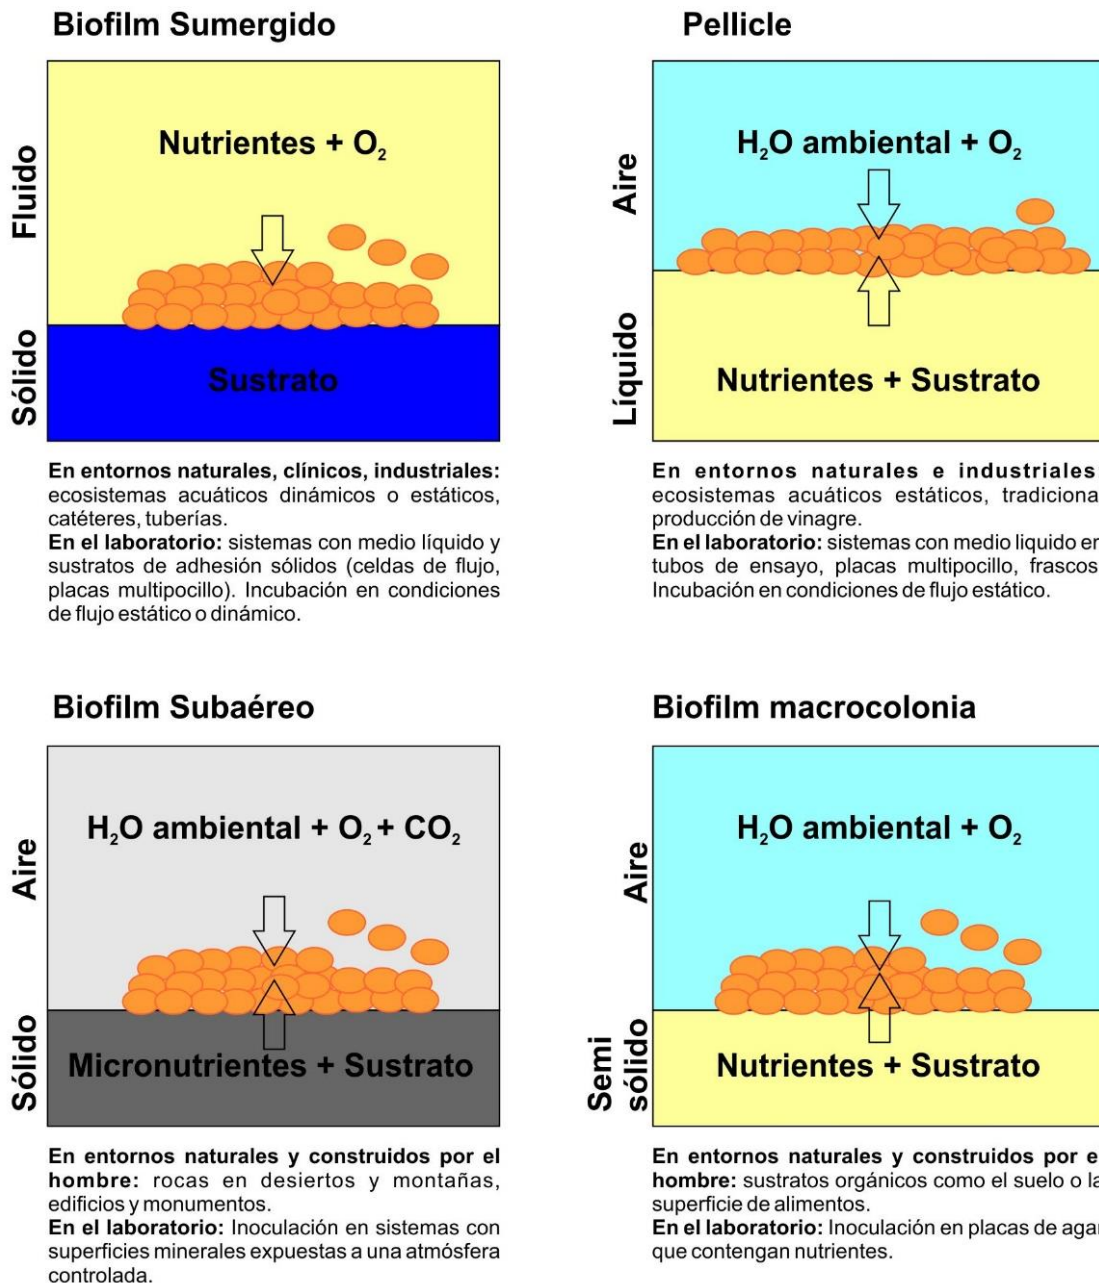 Biofilm Sumergido
Fluido
Nutrientes + O₂
Sólido
Sustrato
En entornos naturales, clínicos, industriales:
ecosistemas acuáticos dinámicos o estáticos,
catéteres, tuberías.
En el laboratorio: sistemas con medio líquido y
sustratos de adhesión sólidos (celdas de flujo,
placas multipocillo). Incubación en condiciones
de flujo estático o dinámico.
Pellicle
Aire
H₂O ambiental + O₂
Líquido
Nutrientes + Sustrato
En entornos naturales e industriales
ecosistemas acuáticos estáticos, tradiciona
producción de vinagre.
En el laboratorio: sistemas con medio liquido en
tubos de ensayo, placas multipocillo, frascos
Incubación en condiciones de flujo estático.
Biofilm Subaéreo
Aire
H₂O ambiental + O₂ + CO₂
Sólido
Micronutrientes + Sustrato
En entornos naturales y construidos por el
hombre: rocas en desiertos y montañas,
edificios y monumentos.
En el laboratorio: Inoculación en sistemas con
superficies minerales expuestas a una atmósfera
controlada.
Biofilm macrocolonia
Aire
H₂O ambiental + O₂
Semi
sólido
Nutrientes + Sustrato
En entornos naturales y construidos por e
hombre: sustratos orgánicos como el suelo o la
superficie de alimentos.
En el laboratorio: Inoculación en placas de agar
que contengan nutrientes.